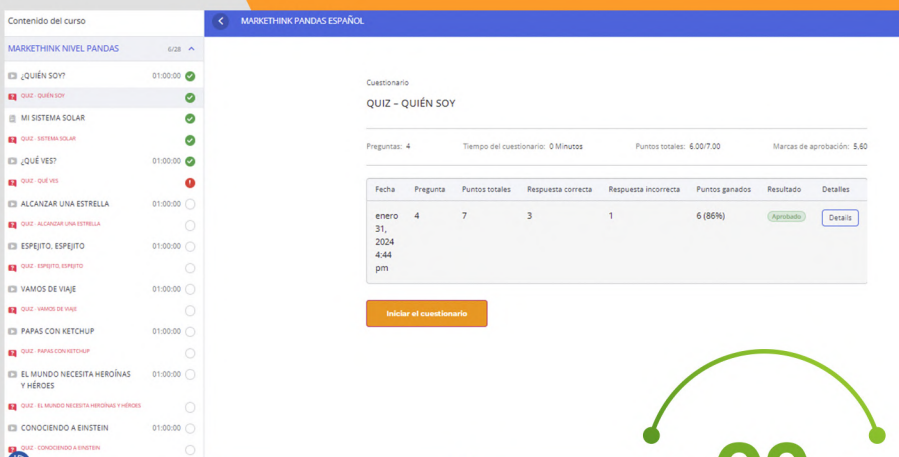 Contenido del curso
MARKETHINK PANDAS ESPAÑOL
MARKETHINK NIVEL PANDAS 6/28
¿QUIÉN SOY? 01:00:00
QUIZ - QUIÉN SOY
MI SISTEMA SOLAR
QUIZ - SISTEMA SOLAR
¿QUÉ VES? 01:00:00
QUIZ - QUÉ VES
ALCANZAR UNA ESTRELLA 01:00:00
QUIZ - ALCANZAR UNA ESTRELLA
ESPEJITO, ESPEJITO 01:00:00
QUIZ - ESPEJITO, ESPEJITO
VAMOS DE VIAJE 01:00:00
QUIZ - VAMOS DE VIAJE
PAPAS CON KETCHUP 01:00:00
QUIZ - PAPAS CON KETCHUP
EL MUNDO NECESITA HEROÍNAS 01:00:00
Y HÉROES
QUIZ - EL MUNDO NECESITA HEROÍNAS Y HÉROES
CONOCIENDO A EINSTEIN 01:00:00
QUIZ - CONOCIENDO A EINSTEIN
Cuestionario
QUIZ – QUIÉN SOY
Preguntas: 4 Tiempo del cuestionario: 0 Minutos Puntos totales: 6.00/7.00 Marcas de aprobación: 5.60
Fecha Pregunta Puntos totales Respuesta correcta Respuesta incorrecta Puntos ganados Resultado Detalles
enero 4 7 3 1 6 (86%) Aprobado Details
31,
2024
4:44
pm
Iniciar el cuestionario